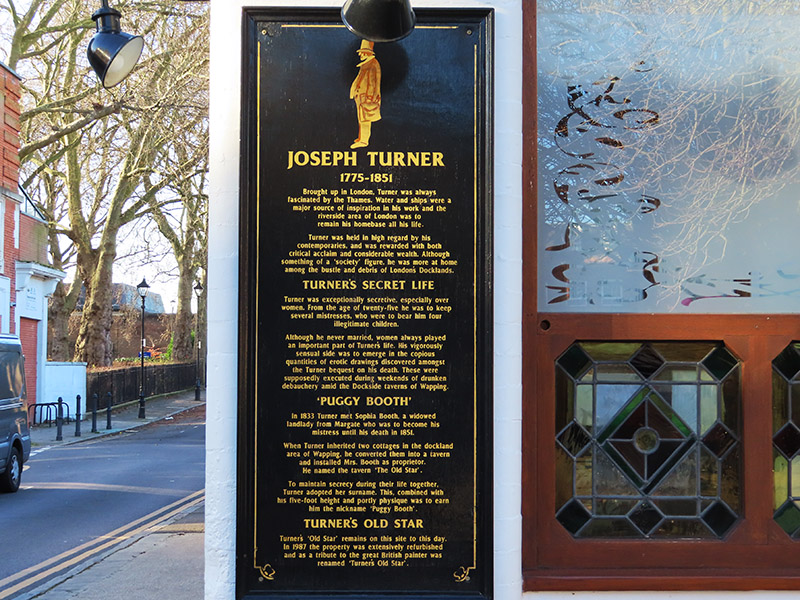 JOSEPH TURNER
1775-1851
Brought up in London, Turner was always
fascinated by the Thames. Water and ships were a
major source of inspiration in his work and the
riverside area of London was to
remain his homebase all his life.
Turner was held in high regard by his
contemporaries, and was rewarded with both
critical acclaim and considerable wealth. Although
something of a 'society' figure, he was more at home
among the bustle and debris of London's Docklands.
TURNER'S SECRET LIFE
Turner was exceptionally secretive, especially over
women. From the age of twenty-five he was to keep
several mistresses, who were to bear him four
illegitimate children.
Although he never married, women always played
an important part of Turner's life. His vigorously
sensual side was to emerge in the copious
quantities of erotic drawings discovered amongst
the Turner bequest on his death. These were
supposedly executed during weekends of drunken
debauchery amid the Dockside taverns of Wapping.
'PUGGY BOOTH'
In 1833 Turner met Sophia Booth, a widowed
landlady from Margate who was to become his
mistress until his death in 1851.
When Turner inherited two cottages in the dockland
area of Wapping, he converted them into a tavern
and installed Mrs. Booth as proprietor.
He named the tavern 'The Old Star'.
To maintain secrecy during their life together,
Turner adopted her surname. This, combined with
his five-foot height and portly physique was to earn
him the nickname 'Puggy Booth'.
TURNER'S OLD STAR
Turner's 'Old Star' remains on this site to this day.
In 1987 the property was extensively refurbished
and as a tribute to the great British painter was
renamed 'Turner's Old Star'.